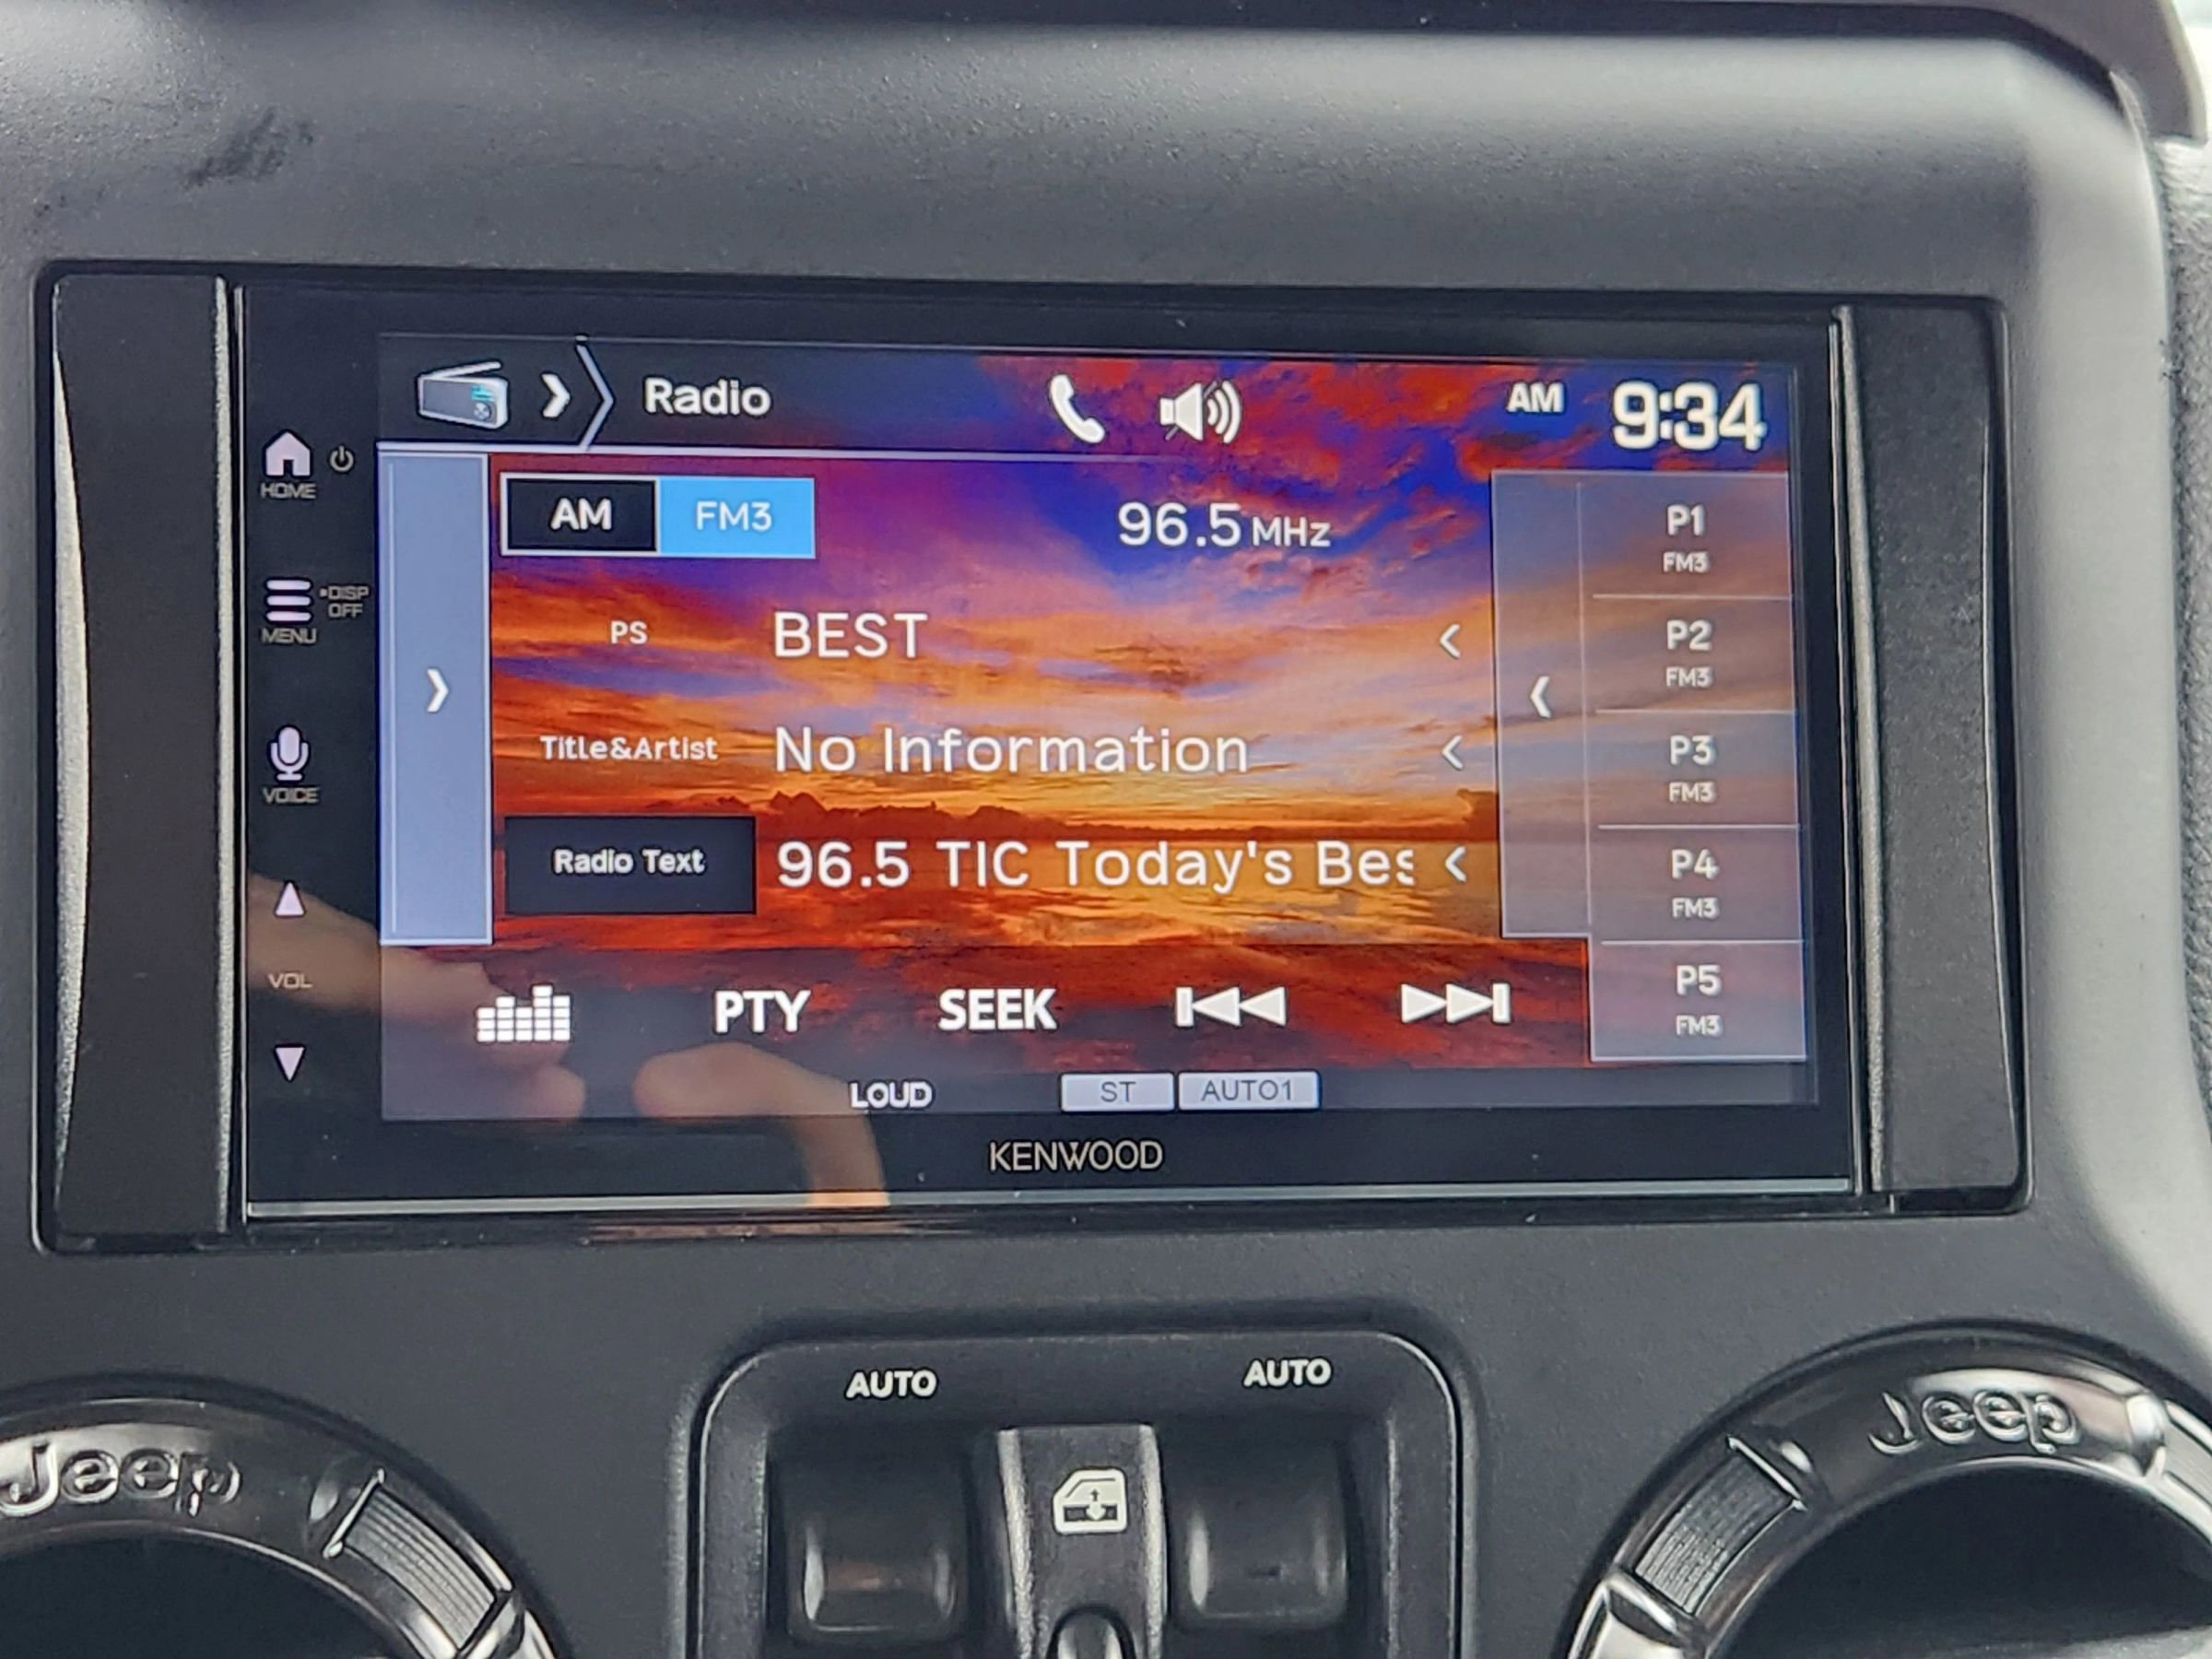 Radio
AM 9:34
HOME
AM FM3
96.5 MHz
P1
FM3
DISP
OFF
MENU
PS BEST
P2
FM3
Title&Artist No Information
P3
FM3
VOICE
Radio Text 96.5 TIC Today's Bes
P4
FM3
VOL
PTY SEEK
P5
FM3
LOUD ST AUTO1
KENWOOD
AUTO AUTO
Jeep Jeep